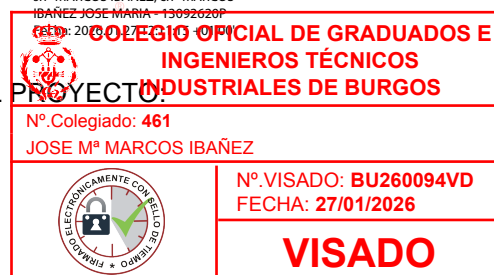 IBAÑEZ JOSE MARIA - 13092620P
COLEGIO OFICIAL DE GRADUADOS E
INGENIEROS TÉCNICOS
PROYECTO:
INDUSTRIALES DE BURGOS
Nº.Colegiado: 461
JOSE Mª MARCOS IBAÑEZ
FIRMADO ELECTRÓNICAMENTE CON SELLO DE TIEMPO
Nº.VISADO: BU260094VD
FECHA: 27/01/2026
VISADO